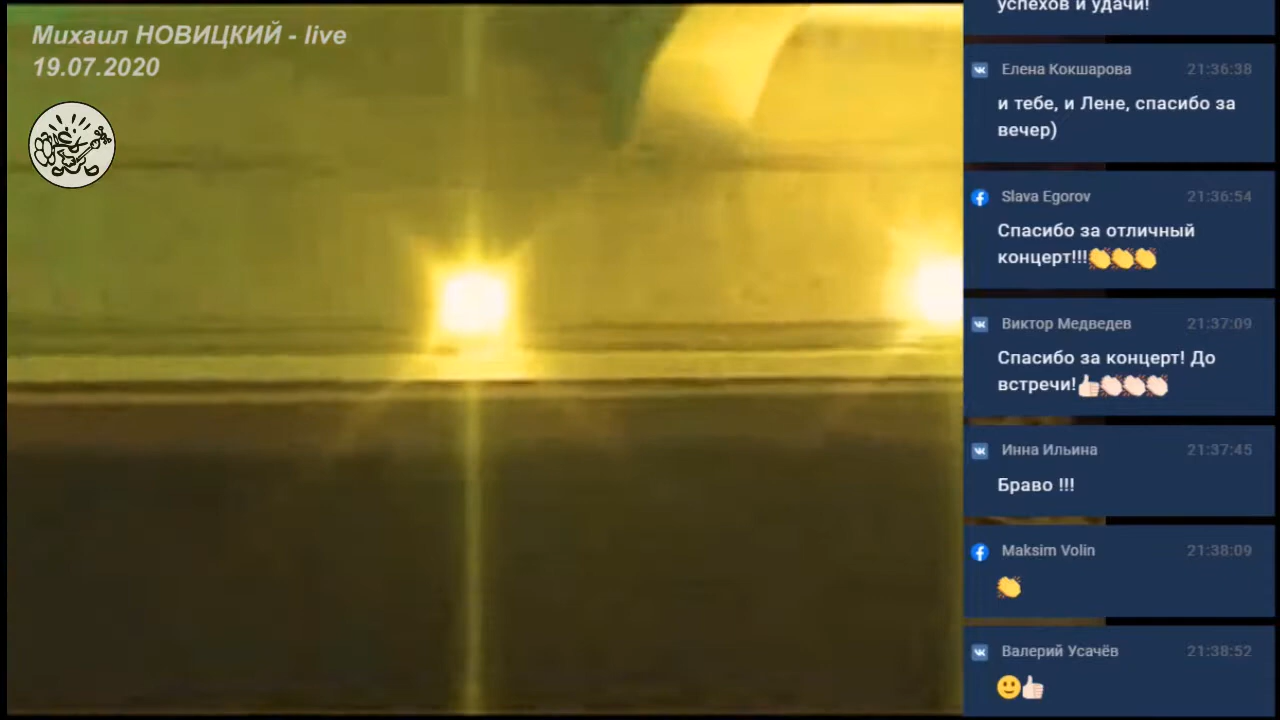 Михаил НОВИЦКИЙ - live
19.07.2020
успехов и удачи!
Елена Кокшарова 21:36:38
и тебе, и Лене, спасибо за
вечер)
Slava Egorov 21:36:54
Спасибо за отличный
концерт!!!👏👏👏
Виктор Медведев 21:37:09
Спасибо за концерт! До
встречи!👍🏻👏🏻👏🏻👏🏻
Инна Ильина 21:37:45
Браво !!!
Maksim Volin 21:38:09
👏
Валерий Усачёв 21:38:52
🙂👍🏻